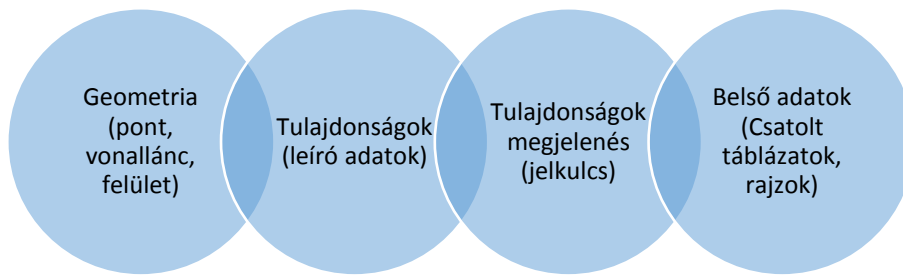 Geometria
(pont,
vonallánc,
felület)
Tulajdonságok
(leíró adatok)
Tulajdonságok
megjelenés
(jelkulcs)
Belső adatok
(Csatolt
táblázatok,
rajzok)